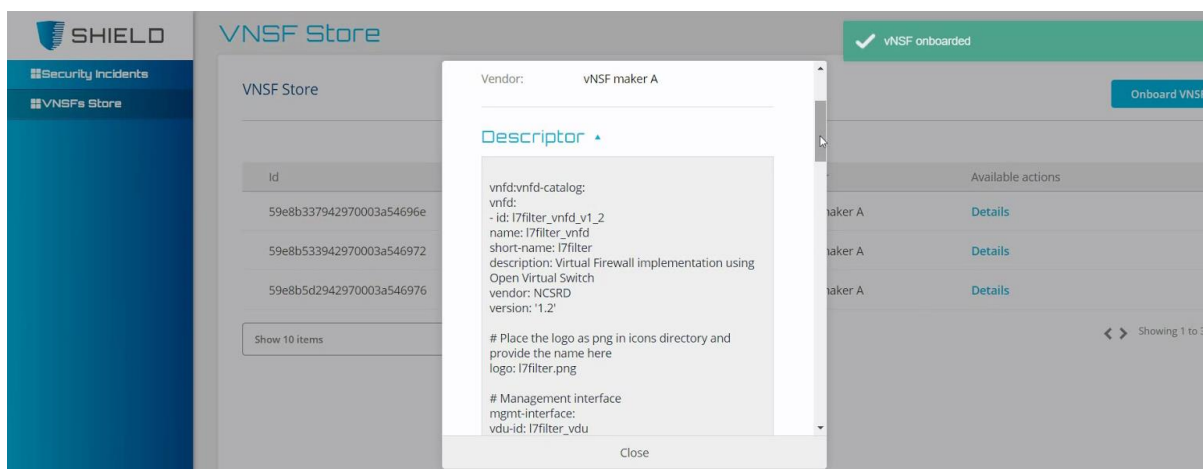 SHIELD
VNSF Store
vNSF onboarded
Security Incidents
VNSFs Store
VNSF Store
Onboard VNSF
Vendor: vNSF maker A
Descriptor
vnfd:vnfd-catalog:
vnfd:
- id: l7filter_vnfd_v1_2
name: l7filter_vnfd
short-name: l7filter
description: Virtual Firewall implementation using
Open Virtual Switch
vendor: NCSRD
version: '1.2'
# Place the logo as png in icons directory and
provide the name here
logo: l7filter.png
# Management interface
mgmt-interface:
vdu-id: l7filter_vdu
Close
Id
Available actions
59e8b337942970003a54696e
maker A
Details
59e8b533942970003a546972
maker A
Details
59e8b5d2942970003a546976
maker A
Details
Show 10 items
Showing 1 to 3